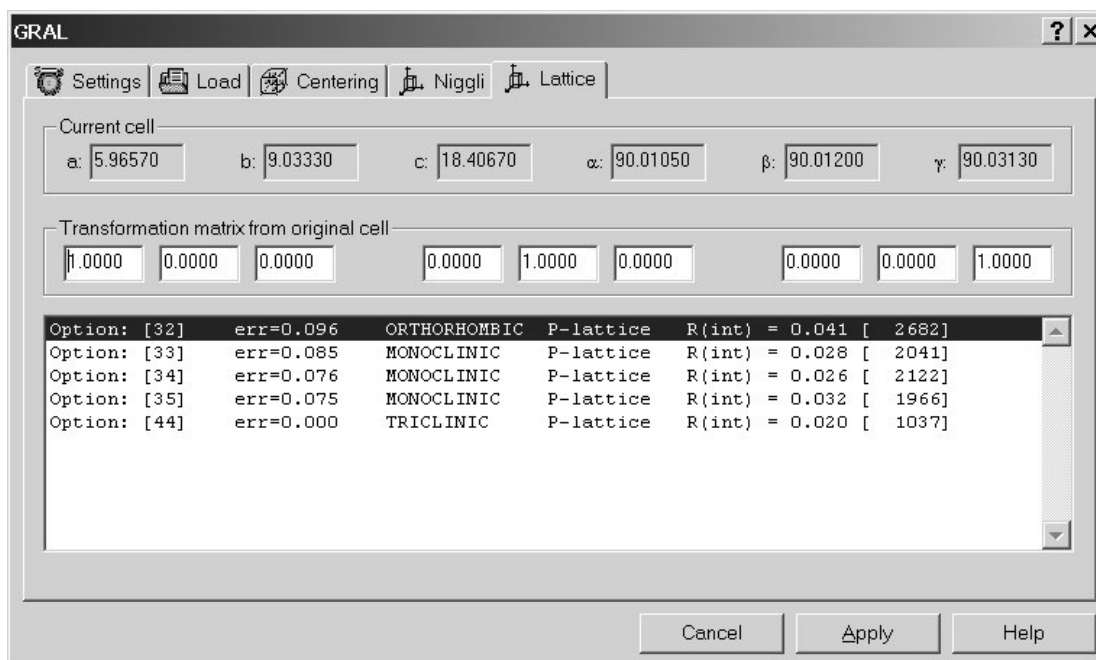 GRAL
Settings Load Centering Niggli Lattice
Current cell
a: 5.96570 b: 9.03330 c: 18.40670 α: 90.01050 β: 90.01200 γ: 90.03130
Transformation matrix from original cell
1.0000 0.0000 0.0000 0.0000 1.0000 0.0000 0.0000 0.0000 1.0000
Option: [32] err=0.096 ORTHORHOMBIC P-lattice R(int) = 0.041 [ 2682]
Option: [33] err=0.085 MONOCLINIC P-lattice R(int) = 0.028 [ 2041]
Option: [34] err=0.076 MONOCLINIC P-lattice R(int) = 0.026 [ 2122]
Option: [35] err=0.075 MONOCLINIC P-lattice R(int) = 0.032 [ 1966]
Option: [44] err=0.000 TRICLINIC P-lattice R(int) = 0.020 [ 1037]
Cancel Apply Help